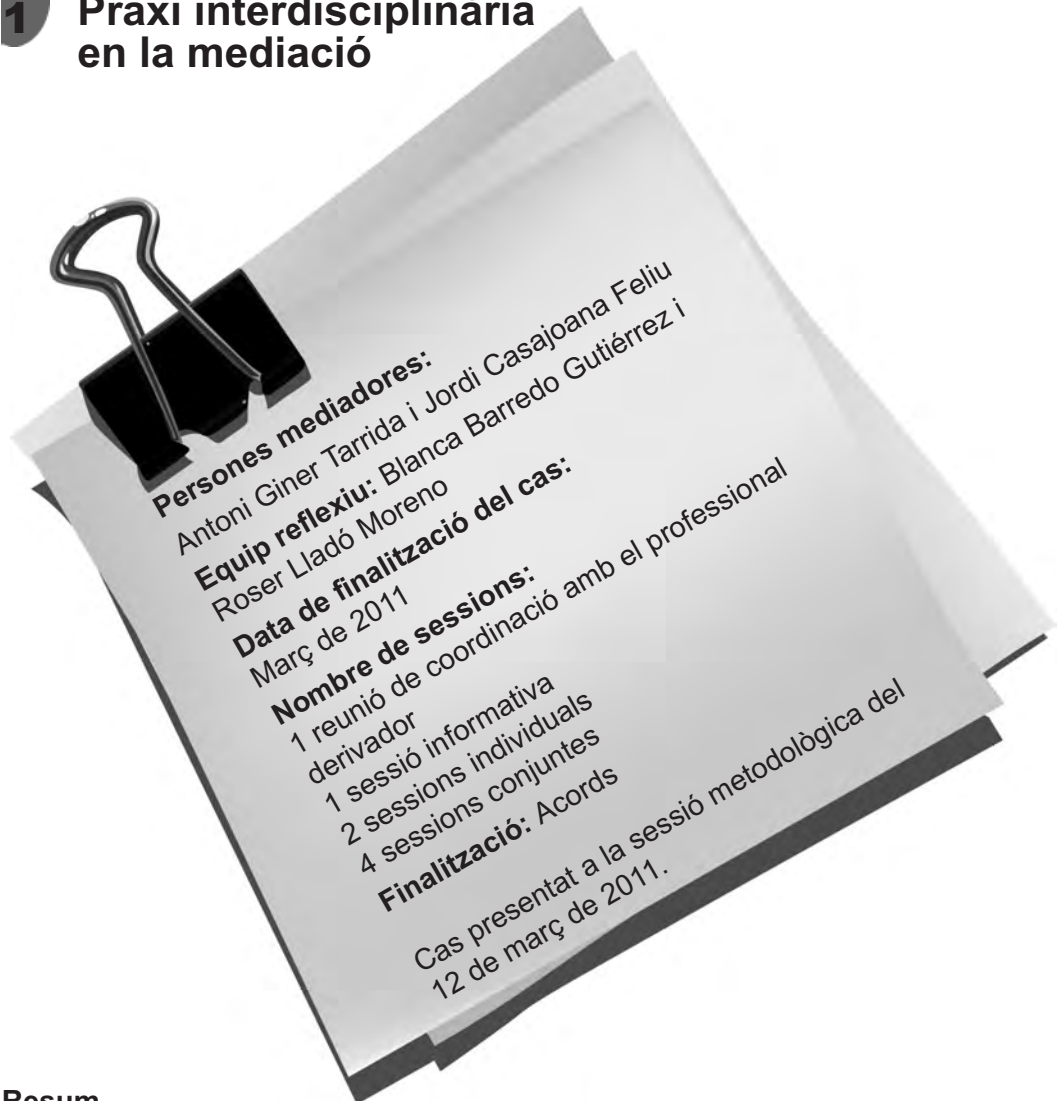 1
Praxi interdisciplinària
en la mediació
Persones mediadores:
Antoni Giner Tarrida i Jordi Casajoana Feliu
Equip reflexiu: Blanca Barredo Gutiérrez i
Roser Lladó Moreno
Data de finalització del cas:
Març de 2011
Nombre de sessions:
1 reunió de coordinació amb el professional
derivador
1 sessió informativa
2 sessions individuals
4 sessions conjuntes
Finalització: Acords
Cas presentat a la sessió metodològica del
12 de març de 2011.
Resum